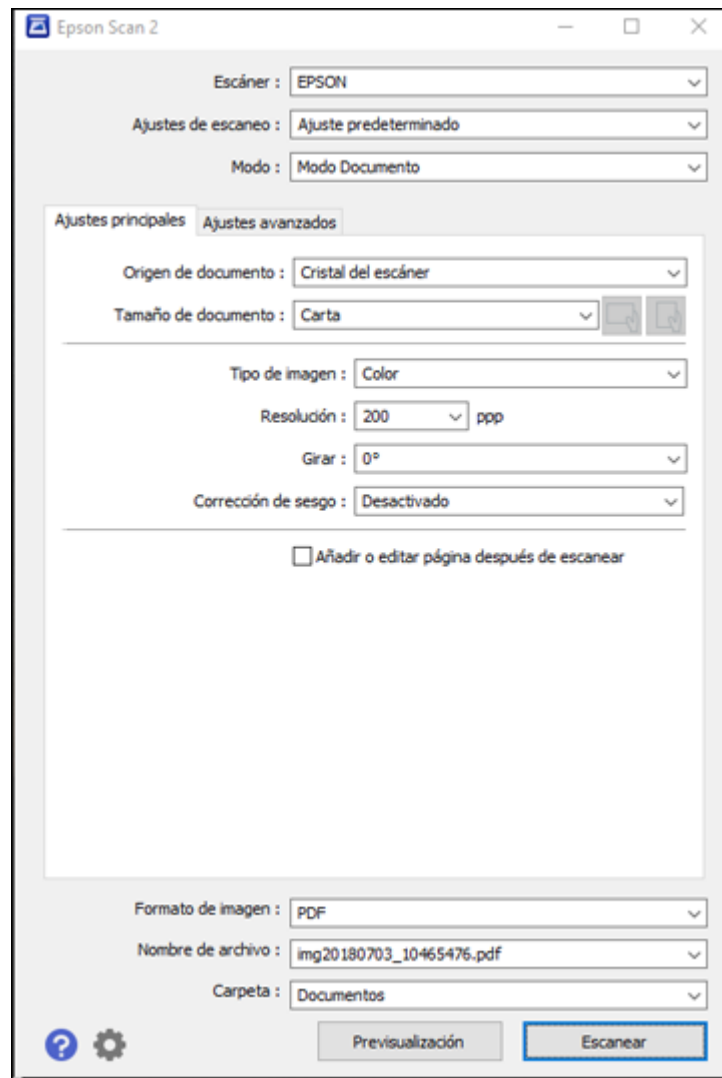 Epson Scan 2
Escáner : EPSON
Ajustes de escaneo : Ajuste predeterminado
Modo : Modo Documento
Ajustes principales Ajustes avanzados
Origen de documento : Cristal del escáner
Tamaño de documento : Carta
Tipo de imagen : Color
Resolución : 200 ppp
Girar : 0°
Corrección de sesgo : Desactivado
Añadir o editar página después de escanear
Formato de imagen : PDF
Nombre de archivo : img20180703_10465476.pdf
Carpeta : Documentos
? Previsualización Escanear